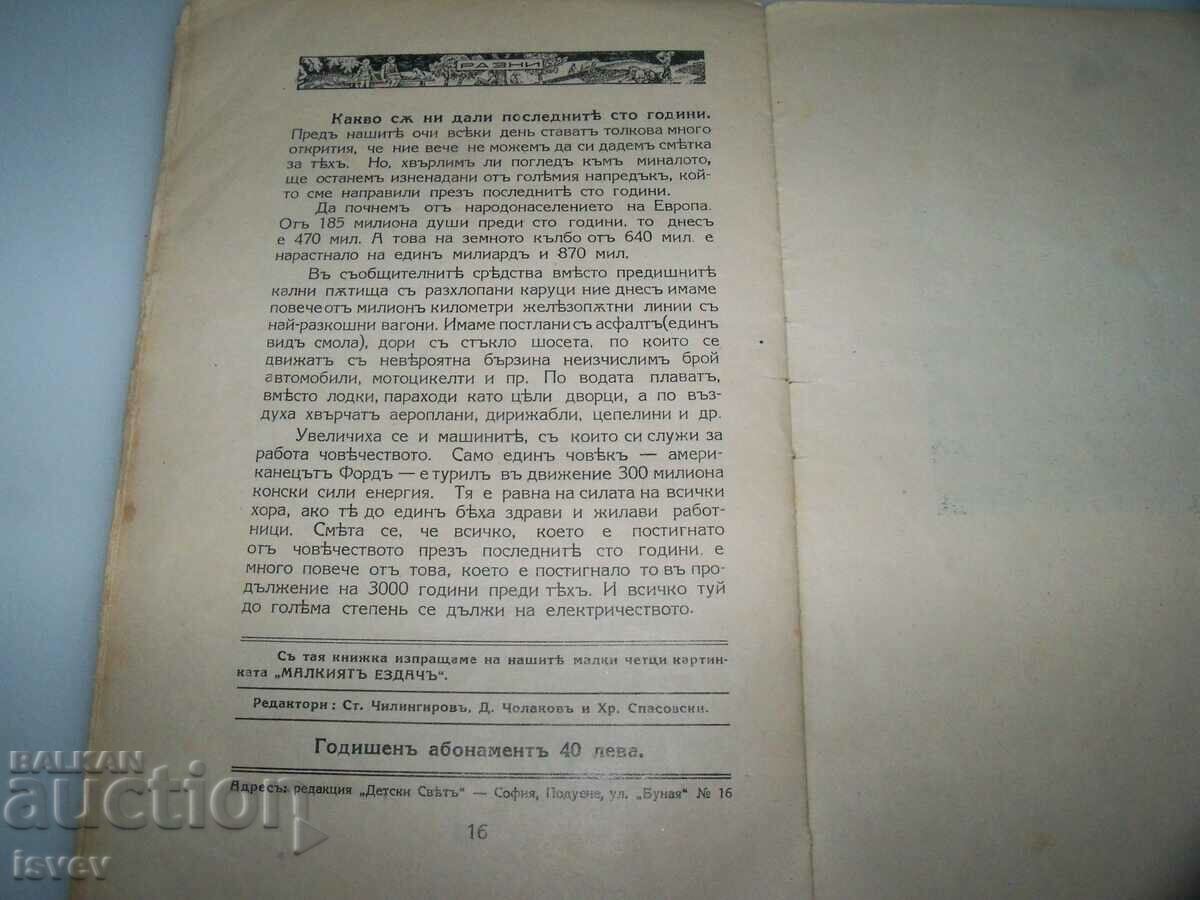 РАЗНИ
Какво сѫ ни дали последнитѣ сто години.
Предъ нашитѣ очи всѣки день ставатъ толкова много
открития, че ние вече не можемъ да си дадемъ смѣтка
за тѣхъ. Но, хвърлимъ ли погледъ къмъ миналото,
ще останемъ изненадани отъ голѣмия напредъкъ, кой-
то сме направили презъ последнитѣ сто години.
Да почнемъ отъ народонаселението на Европа.
Отъ 185 милиона души преди сто години, то днесъ
е 470 мил. А това на земното кълбо отъ 640 мил. е
нарастнало на единъ милиардъ и 870 мил.
Въ съобщителнитѣ срѣдства вмѣсто предишнитѣ
кални пѫтища съ разхлопани каруци ние днесъ имаме
повече отъ милионъ километри желѣзопѫтни линии съ
най-разкошни вагони. Имаме постлани съ асфалтъ (единъ
видъ смола), дори съ стъкло шосета, по които се
движатъ съ невѣроятна бързина неизчислимъ брой
автомобили, мотоцикелти и пр. По водата плаватъ,
вмѣсто лодки, параходи като цѣли дворци, а по въз-
духа хвърчатъ аероплани, дирижабли, цепелини и др.
Увеличиха се и машинитѣ, съ които си служи за
работа човѣчеството. Само единъ човѣкъ — амери-
канецътъ Фордъ — е турилъ въ движение 300 милиона
конски сили енергия. Тя е равна на силата на всички
хора, ако тѣ до единъ бѣха здрави и жилави работ-
ници. Смѣта се, че всичко, което е постигнато
отъ човѣчеството презъ последнитѣ сто години, е
много повече отъ това, което е постигнало то въ про-
дължение на 3000 години преди тѣхъ. И всичко туй
до голѣма степень се дължи на електричеството.
Съ тая книжка изпращаме на нашитѣ малки четци картин-
ката „МАЛКИЯТЪ ЕЗДАЧЪ“.
Редактори: Ст. Чилингировъ, Д. Чолаковъ и Хр. Спасовски.
Годишенъ абонаментъ 40 лева.
Адресъ: редакция „Детски Свѣтъ“ — София, Подуене, ул. „Буная“ № 16
16
BALKAN
auction
isvev